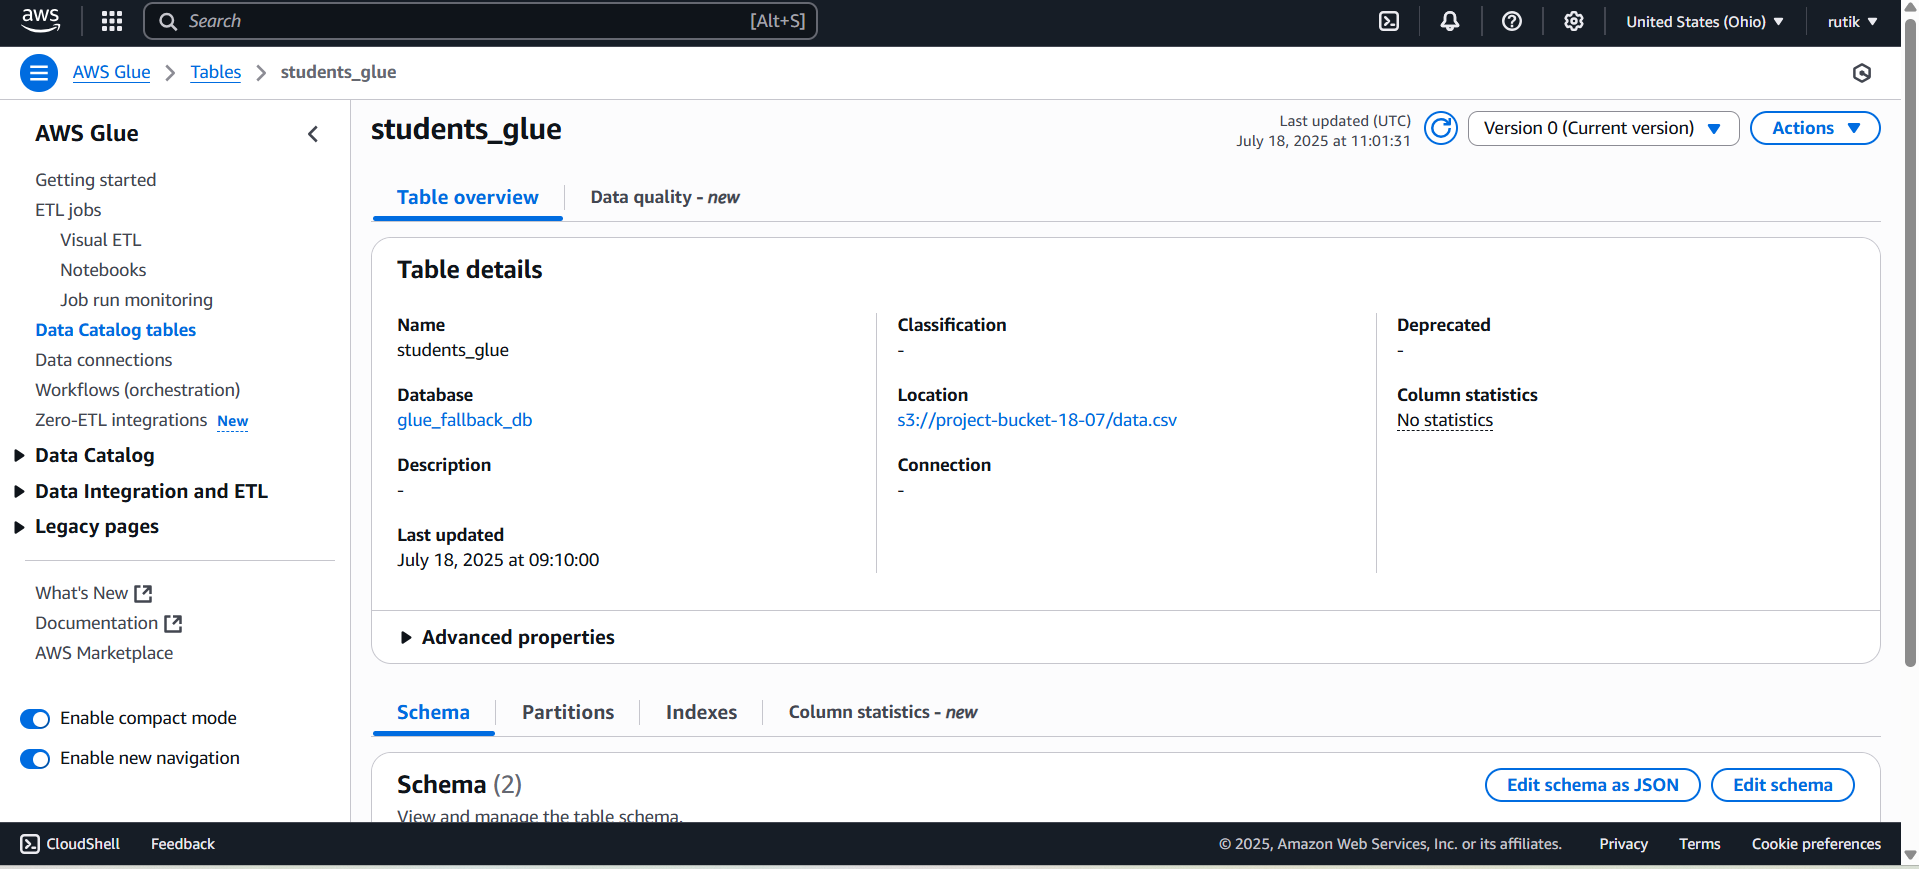 aws
Search
[Alt+S]
United States (Ohio)
rutik
AWS Glue
Tables
students_glue
AWS Glue
Getting started
ETL jobs
Visual ETL
Notebooks
Job run monitoring
Data Catalog tables
Data connections
Workflows (orchestration)
Zero-ETL integrations New
Data Catalog
Data Integration and ETL
Legacy pages
What's New
Documentation
AWS Marketplace
Enable compact mode
Enable new navigation
students_glue
Last updated (UTC)
July 18, 2025 at 11:01:31
Version 0 (Current version)
Actions
Table overview
Data quality - new
Table details
Name
students_glue
Database
glue_fallback_db
Description
-
Last updated
July 18, 2025 at 09:10:00
Classification
-
Location
s3://project-bucket-18-07/data.csv
Connection
-
Deprecated
-
Column statistics
No statistics
Advanced properties
Schema
Partitions
Indexes
Column statistics - new
Schema (2)
Edit schema as JSON
Edit schema
View and manage the table schema.
CloudShell
Feedback
© 2025, Amazon Web Services, Inc. or its affiliates.
Privacy
Terms
Cookie preferences